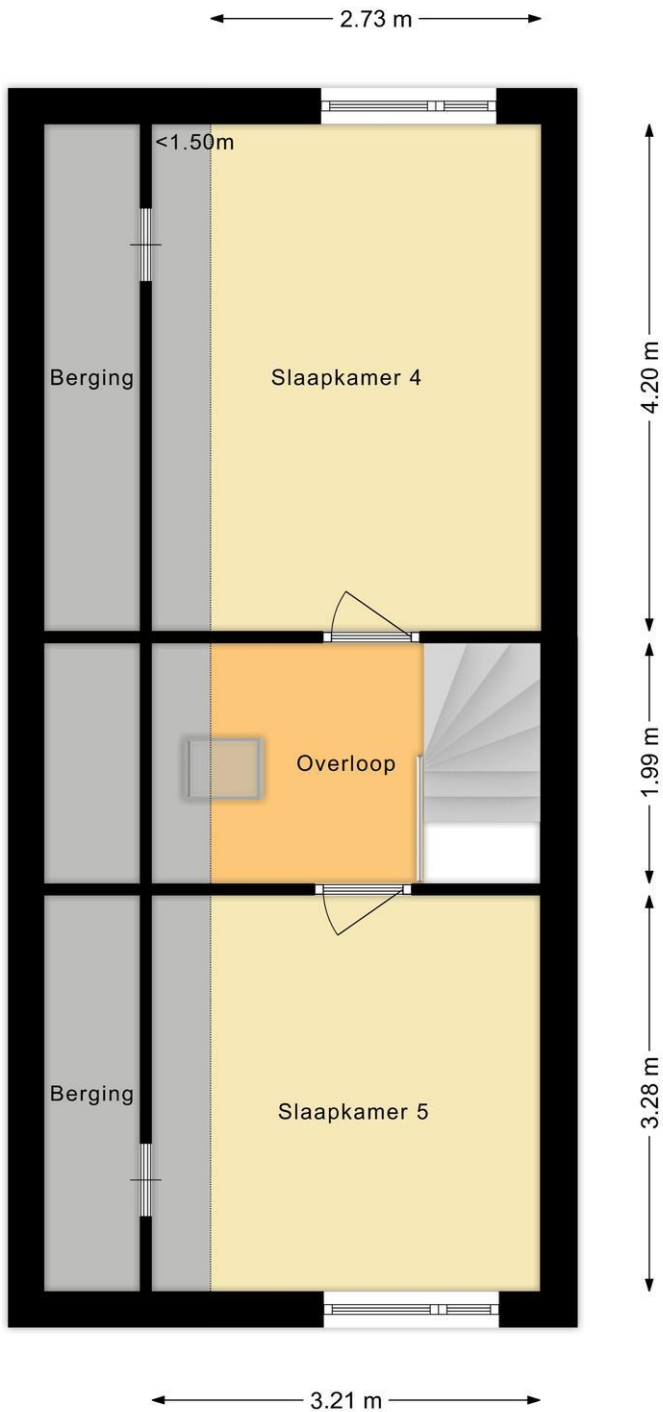 2.73 m
<1.50m
Berging
Slaapkamer 4
4.20 m
Overloop
1.99 m
Berging
Slaapkamer 5
3.28 m
3.21 m